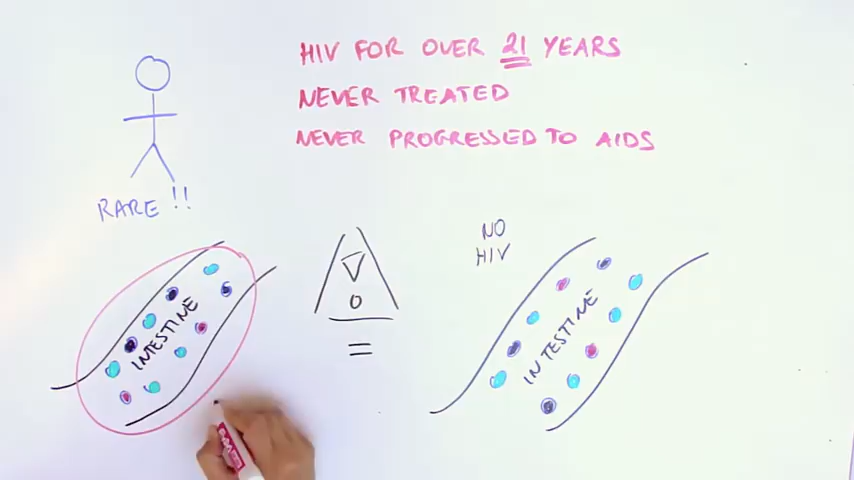 HIV FOR OVER 21 YEARS
NEVER TREATED
NEVER PROGRESSED TO AIDS
RARE !!
NO
HIV
INTESTINE
=
INTESTINE